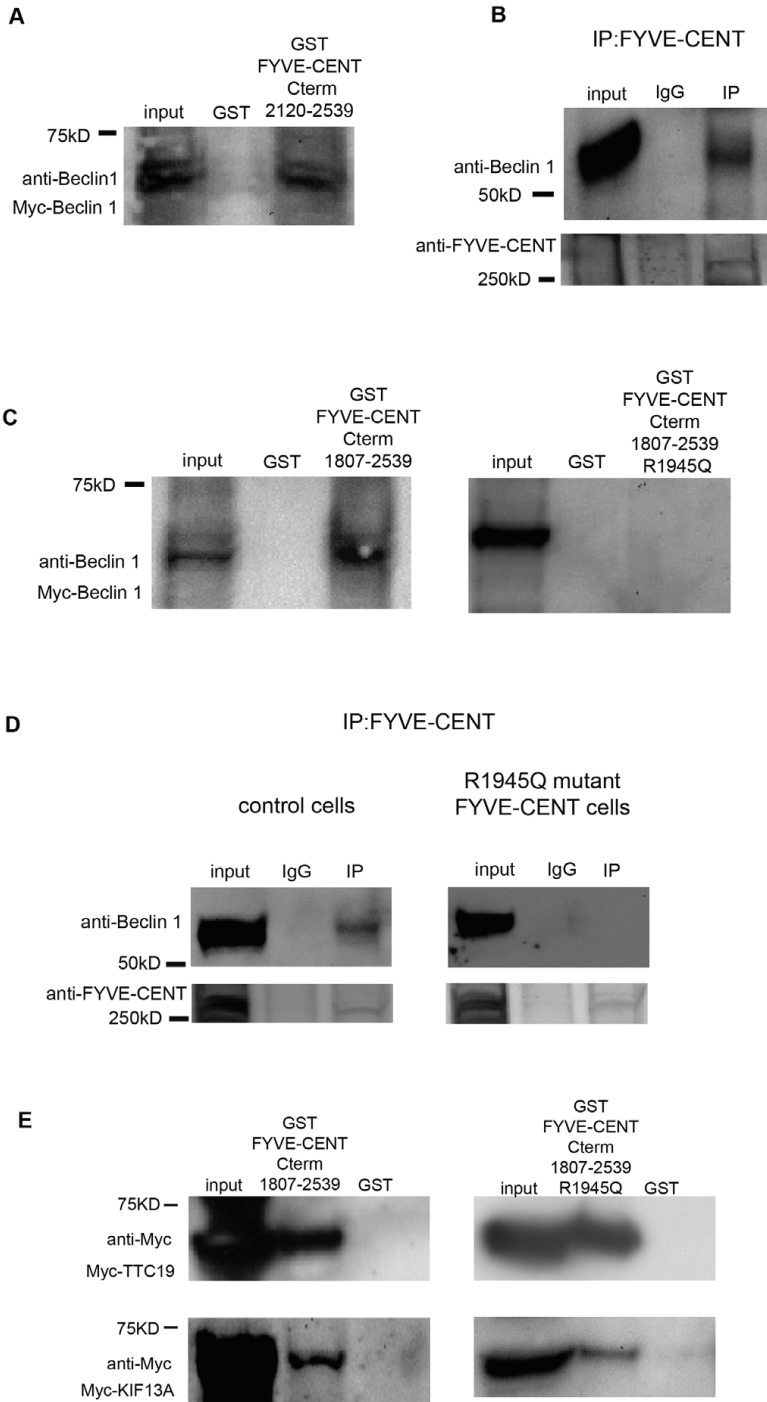 A
GST
FYVE-CENT
Cterm
input GST 2120-2539
75kD
anti-Beclin1
Myc-Beclin 1
B
IP:FYVE-CENT
input IgG IP
anti-Beclin 1
50kD
anti-FYVE-CENT
250kD
C
GST
FYVE-CENT
Cterm
input GST 1807-2539
75kD
anti-Beclin 1
Myc-Beclin 1
GST
FYVE-CENT
Cterm
1807-2539
input GST R1945Q
D
IP:FYVE-CENT
control cells
input IgG IP
anti-Beclin 1
50kD
anti-FYVE-CENT
250kD
R1945Q mutant
FYVE-CENT cells
input IgG IP
E
GST
FYVE-CENT
Cterm
input 1807-2539 GST
75KD
anti-Myc
Myc-TTC19
GST
FYVE-CENT
Cterm
1807-2539
input R1945Q GST
75KD
anti-Myc
Myc-KIF13A